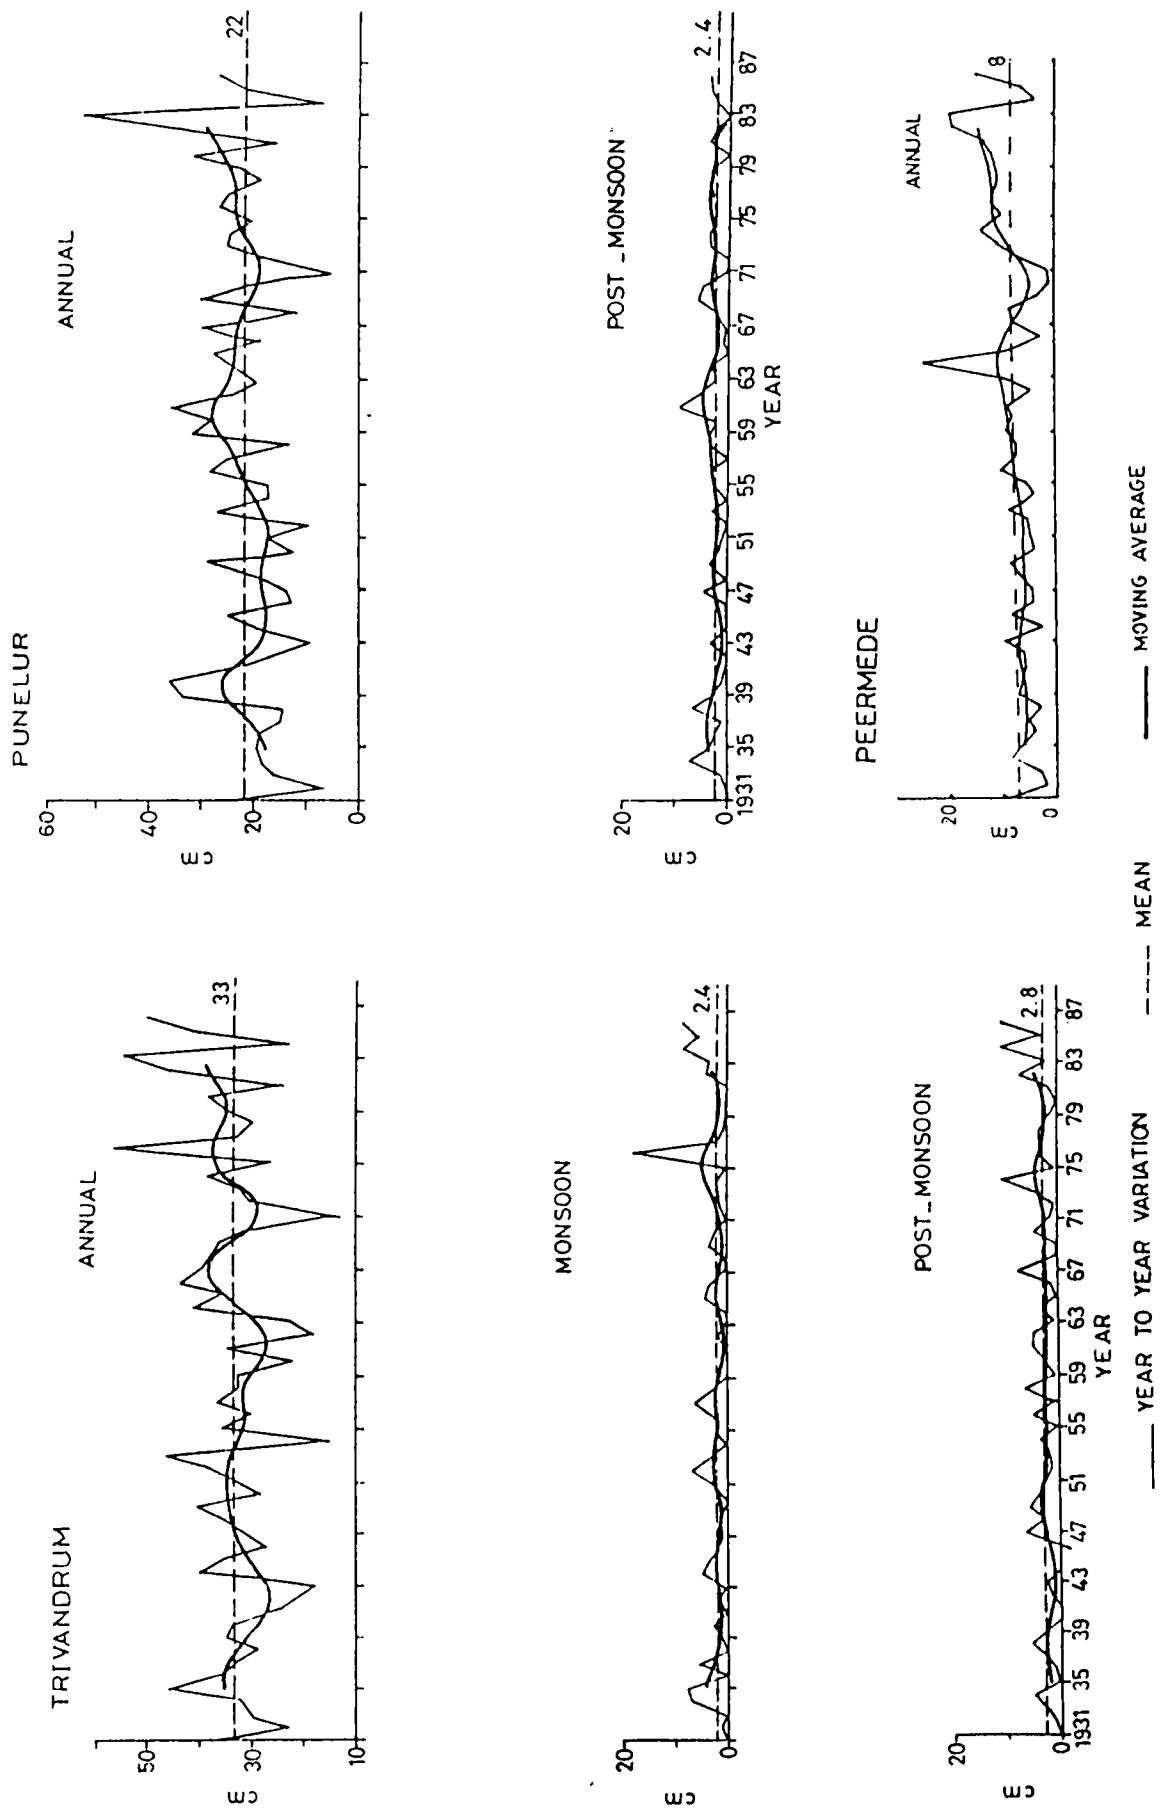 TRIVANDRUM
ANNUAL
cm
50
30
10
33
MONSOON
cm
20
0
2.4
POST_MONSOON
cm
20
0
2.8
1931 35 39 43 47 51 55 59 63 67 71 75 79 83 87
YEAR
PUNELUR
ANNUAL
cm
60
40
20
0
22
POST_MONSOON
cm
20
0
2.4
1931 35 39 43 47 51 55 59 63 67 71 75 79 83 87
YEAR
PEERMEDE
ANNUAL
cm
20
0
8
YEAR TO YEAR VARIATION
MEAN
MOVING AVERAGE